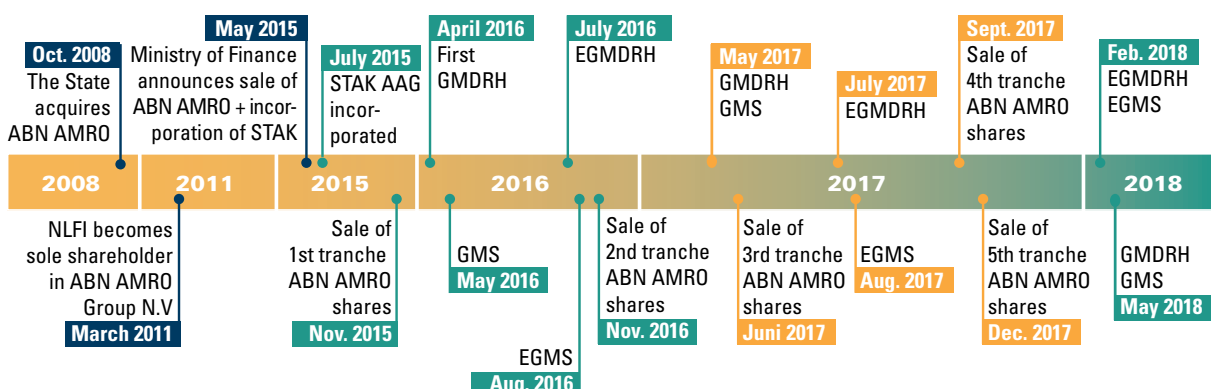 Oct. 2008
The State
acquires
ABN AMRO
May 2015
Ministry of Finance
announces sale of
ABN AMRO + incor-
poration of STAK
July 2015
STAK AAG
incor-
porated
April 2016
First
GMDRH
July 2016
EGMDRH
May 2017
GMDRH
GMS
July 2017
EGMDRH
Sept. 2017
Sale of
4th tranche
ABN AMRO
shares
Feb. 2018
EGMDRH
EGMS
2008
2011
2015
2016
2017
2018
NLFI becomes
sole shareholder
in ABN AMRO
Group N.V
March 2011
Sale of
1st tranche
ABN AMRO
shares
Nov. 2015
GMS
May 2016
EGMS
Aug. 2016
Sale of
2nd tranche
ABN AMRO
shares
Nov. 2016
Sale of
3rd tranche
ABN AMRO
shares
Juni 2017
EGMS
Aug. 2017
Sale of
5th tranche
ABN AMRO
shares
Dec. 2017
GMDRH
GMS
May 2018